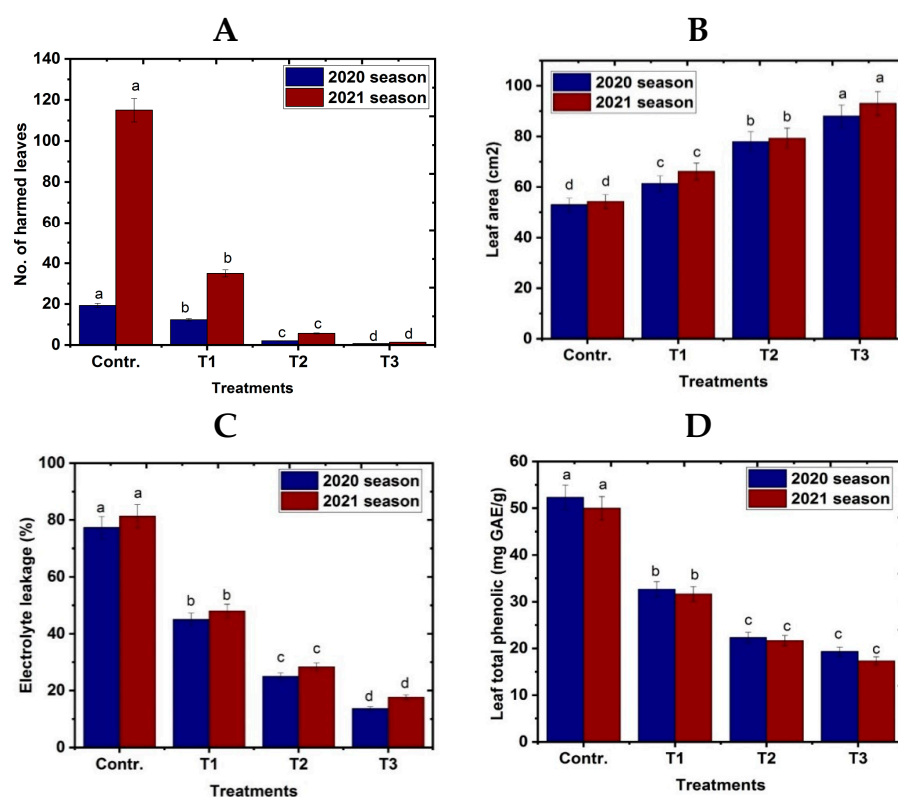 A
No. of harmed leaves
140
120
100
80
60
40
20
0
2020 season
2021 season
a
a
b
b
c
c
d
d
Contr. T1 T2 T3
Treatments
B
Leaf area (cm2)
100
80
60
40
20
0
2020 season
2021 season
d
d
c
c
b
b
a
a
Contr. T1 T2 T3
Treatments
C
Electrolyte leakage (%)
100
80
60
40
20
0
2020 season
2021 season
a
a
b
b
c
c
d
d
Contr. T1 T2 T3
Treatments
D
Leaf total phenolic (mg GAE/g)
60
50
40
30
20
10
0
2020 season
2021 season
a
a
b
b
c
c
c
c
Contr. T1 T2 T3
Treatments